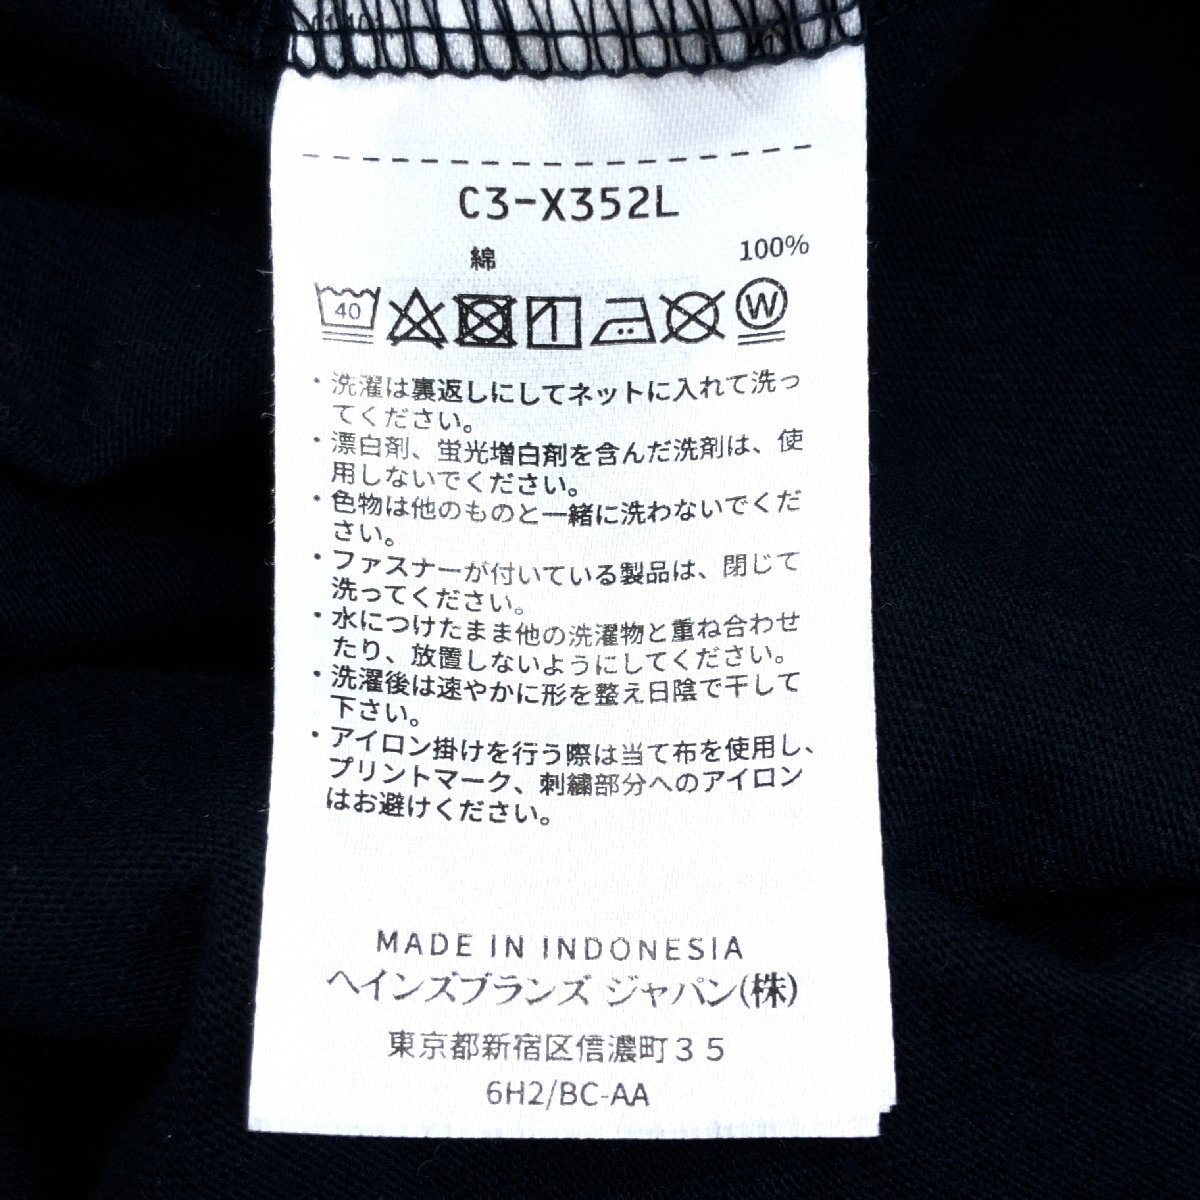 C3-X352L
綿 100%
40 W
・洗濯は裏返しにしてネットに入れて洗っ
てください。
・漂白剤、蛍光増白剤を含んだ洗剤は、使
用しないでください。
・色物は他のものと一緒に洗わないでくだ
さい。
・ファスナーが付いている製品は、閉じて
洗ってください。
・水につけたまま他の洗濯物と重ね合わせ
たり、放置しないようにしてください。
・洗濯後は速やかに形を整え日陰で干して
下さい。
・アイロン掛けを行う際は当て布を使用し、
プリントマーク、刺繍部分へのアイロン
はお避けください。
MADE IN INDONESIA
ヘインズブランズ ジャパン(株)
東京都新宿区信濃町35
6H2/BC-AA